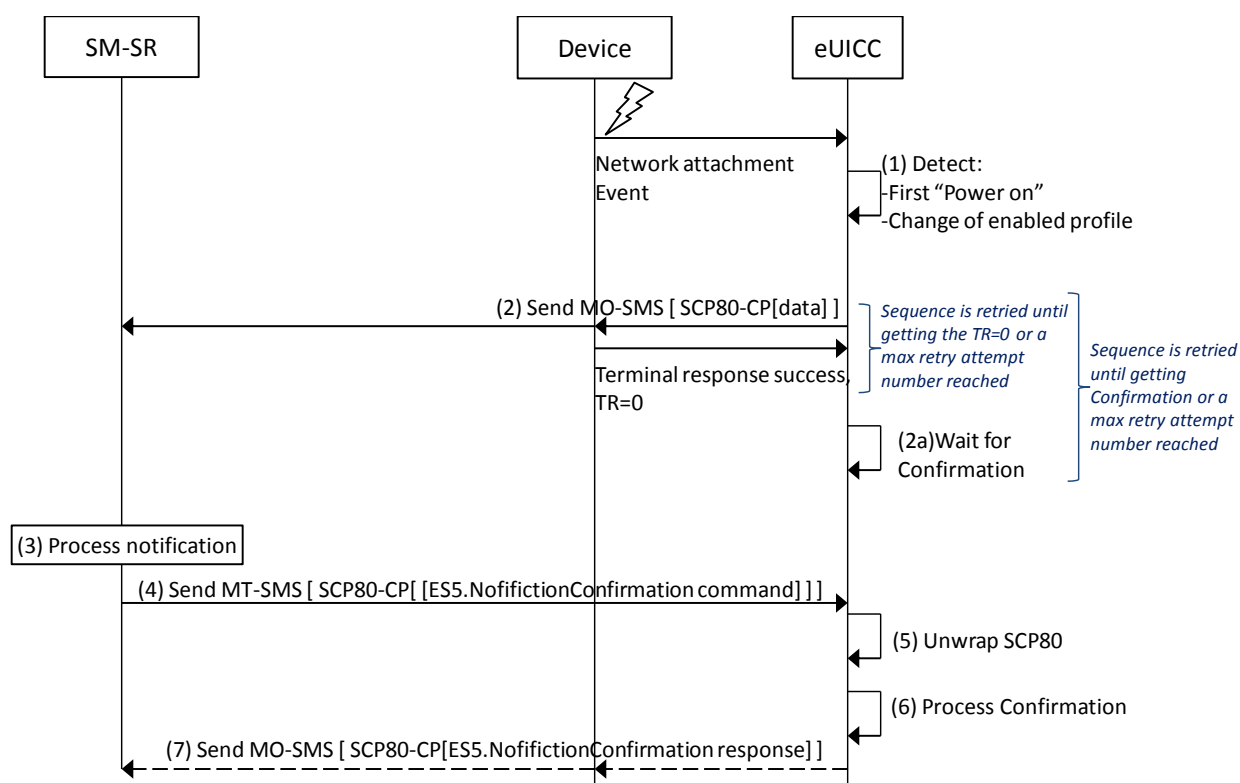 SM-SR
Device
eUICC
Network attachment
Event
(1) Detect:
-First “Power on”
-Change of enabled profile
(2) Send MO-SMS [ SCP80-CP[data] ]
Sequence is retried until
getting the TR=0 or a
max retry attempt
number reached
Sequence is retried
until getting
Confirmation or a
max retry attempt
number reached
Terminal response success,
TR=0
(2a)Wait for
Confirmation
(3) Process notification
(4) Send MT-SMS [ SCP80-CP[ [ES5.NofifictionConfirmation command] ] ]
(5) Unwrap SCP80
(6) Process Confirmation
(7) Send MO-SMS [ SCP80-CP[ES5.NofifictionConfirmation response] ]